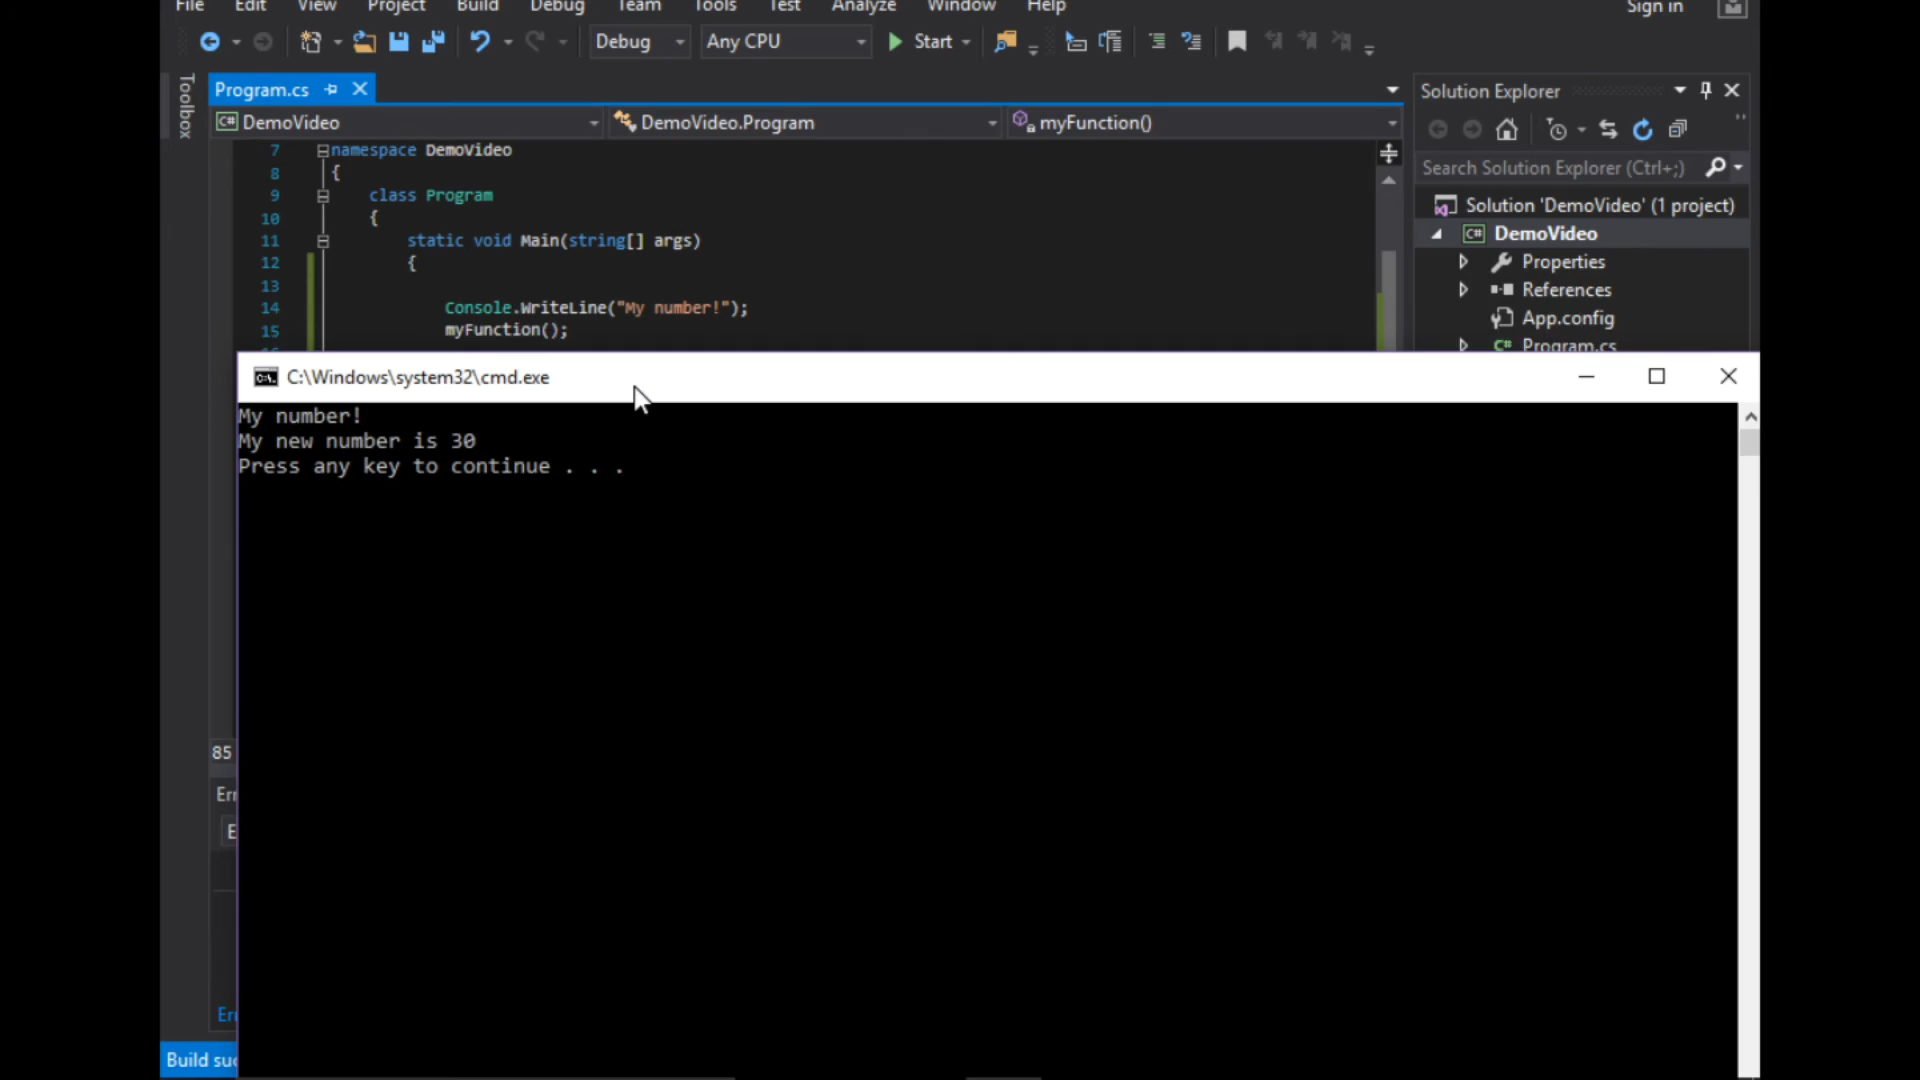 File Edit View Project Build Debug Team Tools Test Analyze Window Help Sign in
Debug Any CPU Start
Toolbox
Program.cs
Solution Explorer
C# DemoVideo DemoVideo.Program myFunction()
Search Solution Explorer (Ctrl+;)
7 namespace DemoVideo
8 {
9 class Program
10 {
11 static void Main(string[] args)
12 {
13
14 Console.WriteLine("My number!");
15 myFunction();
Solution 'DemoVideo' (1 project)
C# DemoVideo
Properties
References
App.config
C# Program.cs
C:\Windows\system32\cmd.exe
My number!
My new number is 30
Press any key to continue . . .
85
Err
E
Err
Build suc